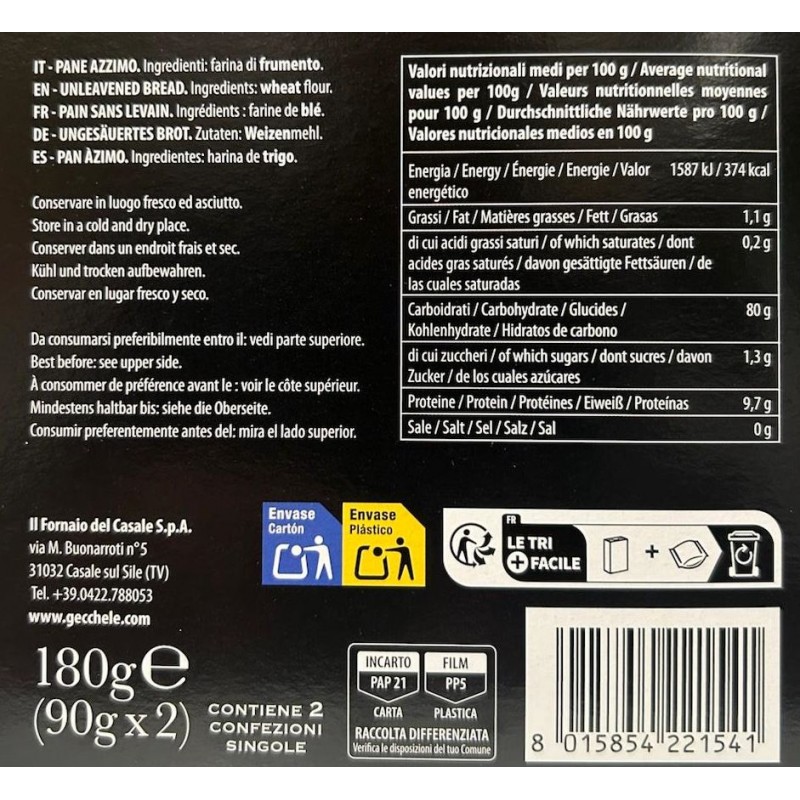 IT - PANE AZZIMO. Ingredienti: farina di frumento.
EN - UNLEAVENED BREAD. Ingredients: wheat flour.
FR - PAIN SANS LEVAIN. Ingrédients : farine de blé.
DE - UNGESÄUERTES BROT. Zutaten: Weizenmehl.
ES - PAN ÀZIMO. Ingredientes: harina de trigo.
Conservare in luogo fresco ed asciutto.
Store in a cold and dry place.
Conserver dans un endroit frais et sec.
Kühl und trocken aufbewahren.
Conservar en lugar fresco y seco.
Da consumarsi preferibilmente entro il: vedi parte superiore.
Best before: see upper side.
À consommer de préférence avant le : voir le côte supérieur.
Mindestens haltbar bis: siehe die Oberseite.
Consumir preferentemente antes del: mira el lado superior.
Valori nutrizionali medi per 100 g / Average nutritional
values per 100g / Valeurs nutritionnelles moyennes
pour 100 g / Durchschnittliche Nährwerte pro 100 g /
Valores nutricionales medios en 100 g
Energia / Energy / Énergie / Energie / Valor 1587 kJ / 374 kcal
energético
Grassi / Fat / Matières grasses / Fett / Grasas 1,1 g
di cui acidi grassi saturi / of which saturates / dont 0,2 g
acides gras saturés / davon gesättigte Fettsäuren / de
las cuales saturadas
Carboidrati / Carbohydrate / Glucides / 80 g
Kohlenhydrate / Hidratos de carbono
di cui zuccheri / of which sugars / dont sucres / davon 1,3 g
Zucker / de los cuales azúcares
Proteine / Protein / Protéines / Eiweiß / Proteínas 9,7 g
Sale / Salt / Sel / Salz / Sal 0 g
Il Fornaio del Casale S.p.A.
via M. Buonarroti n°5
31032 Casale sul Sile (TV)
Tel. +39.0422.788053
www.gecchele.com
180g e
(90g x 2)
CONTIENE 2
CONFEZIONI
SINGOLE
Envase
Cartón
Envase
Plástico
FR
LE TRI
+ FACILE
+
INCARTO FILM
PAP 21 PP5
CARTA PLASTICA
RACCOLTA DIFFERENZIATA
Verifica le disposizioni del tuo Comune
8 015854 221541